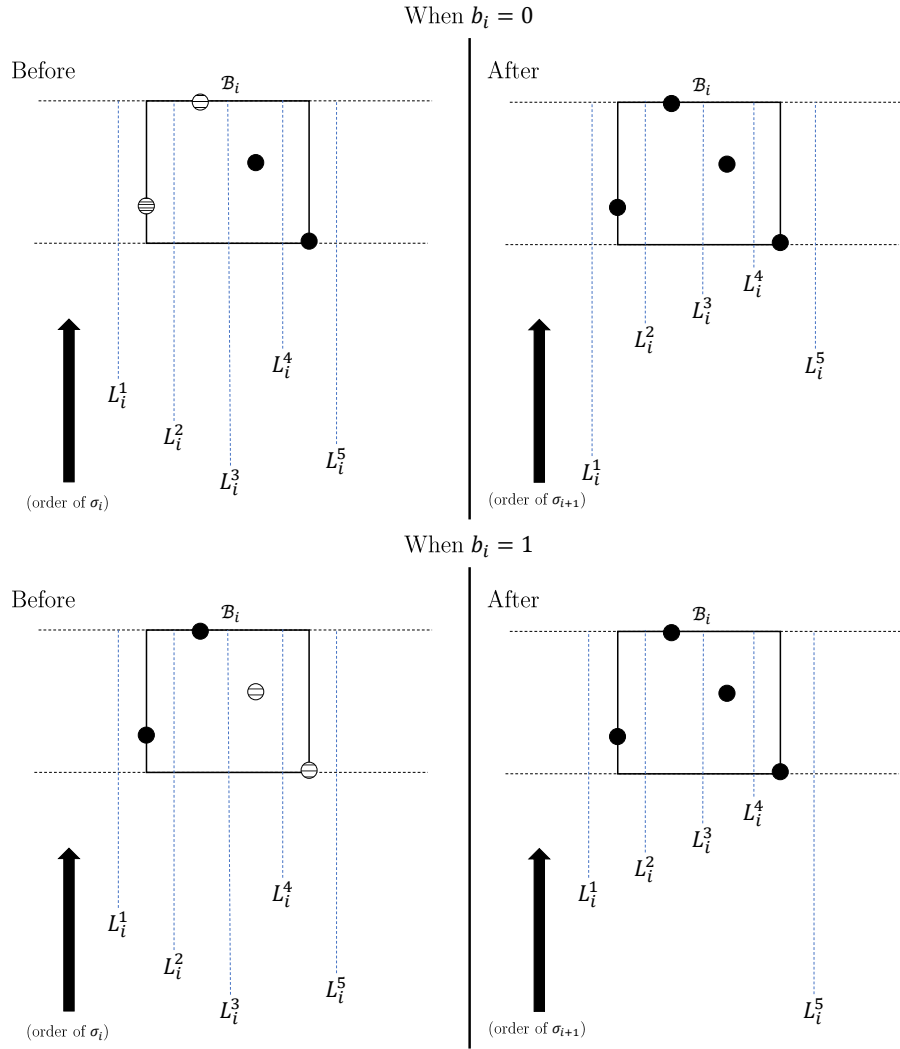 When b_i = 0
Before
After
ℬ_i
ℬ_i
L_i^1
L_i^2
L_i^3
L_i^4
L_i^5
(order of σ_i)
L_i^1
L_i^2
L_i^3
L_i^4
L_i^5
(order of σ_{i+1})
When b_i = 1
Before
After
ℬ_i
ℬ_i
L_i^1
L_i^2
L_i^3
L_i^4
L_i^5
(order of σ_i)
L_i^1
L_i^2
L_i^3
L_i^4
L_i^5
(order of σ_{i+1})